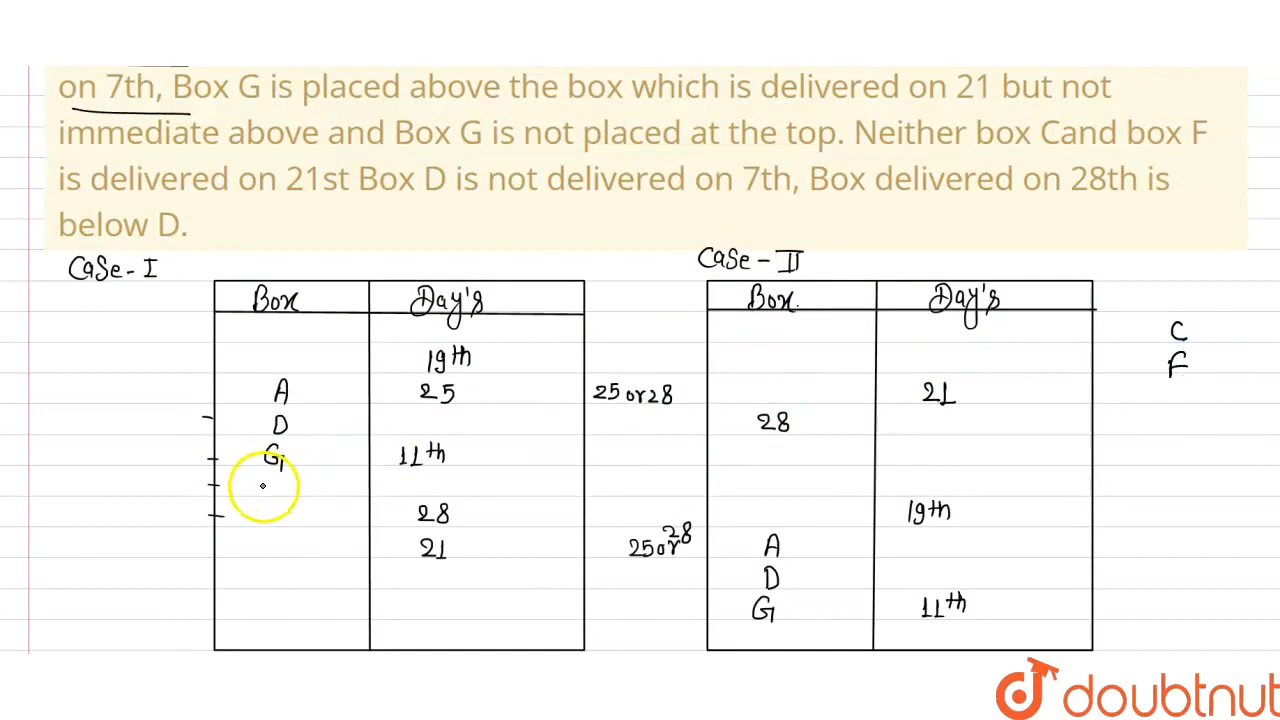 on 7th, Box G is placed above the box which is delivered on 21 but not
immediate above and Box G is not placed at the top. Neither box Cand box F
is delivered on 21st Box D is not delivered on 7th, Box delivered on 28th is
below D.
Case-I
Box Day's
19th
A 25 25 or 28
D
G 11th
28
21 25 or 28
Case-II
Box. Day's
21
28
19th
A
D
G 11th
C
F
doubtnut